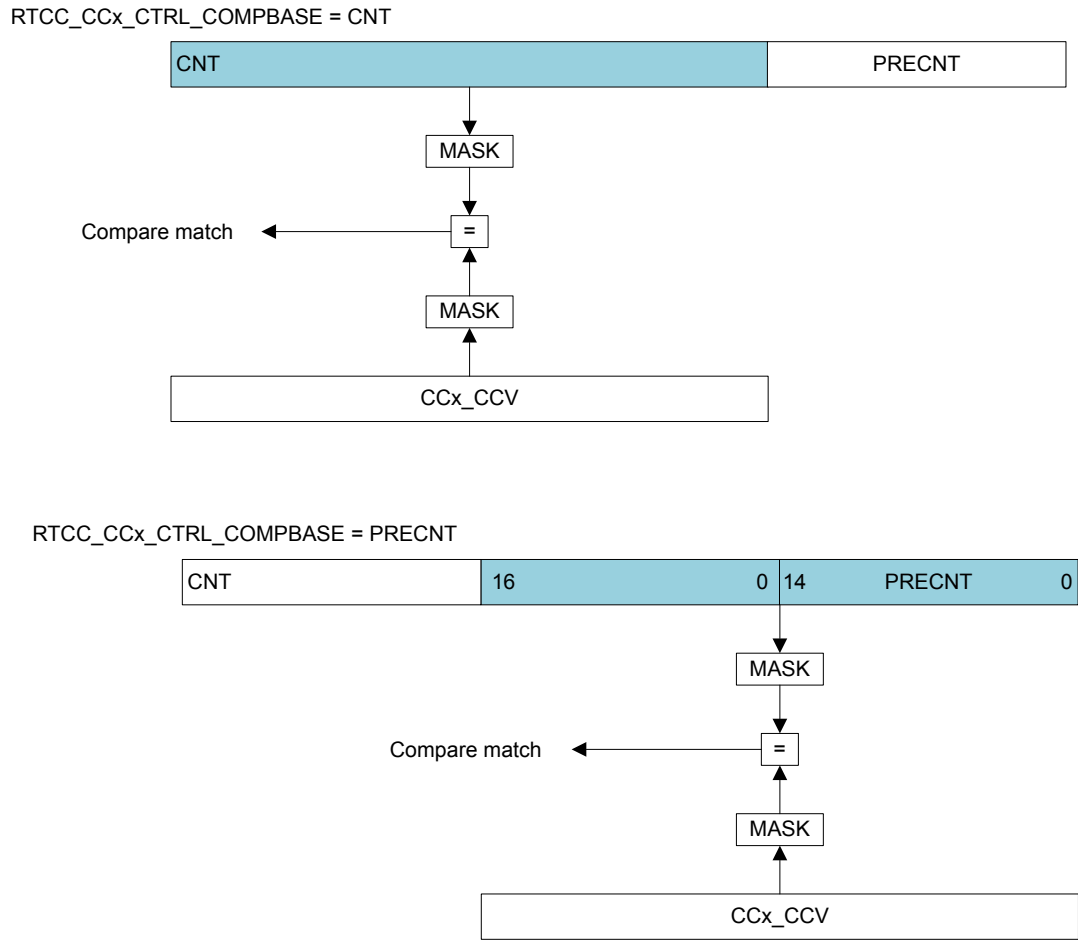 RTCC_CCx_CTRL_COMPBASE = CNT
CNT PRECNT
MASK
Compare match =
MASK
CCx_CCV
RTCC_CCx_CTRL_COMPBASE = PRECNT
CNT 16 0 14 PRECNT 0
MASK
Compare match =
MASK
CCx_CCV